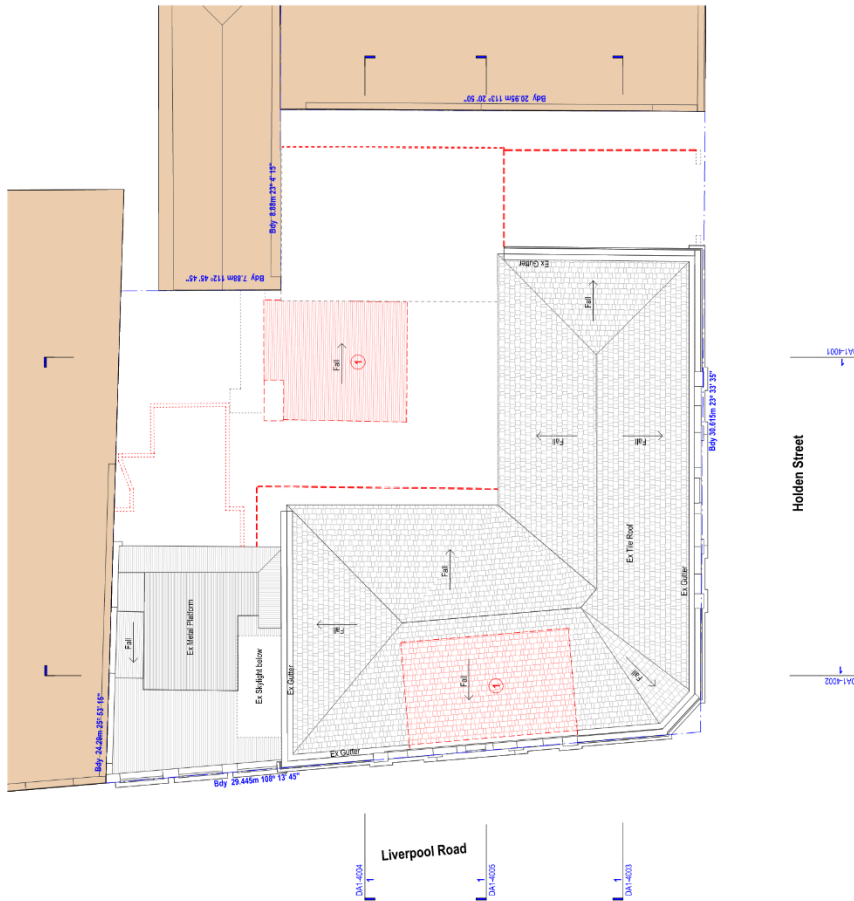 Bdy 20.95m 113° 20' 50"
Bdy 8.88m 23° 4' 15"
Bdy 7.88m 112° 45' 45"
Ex Gutter
Fall
Fall
1
DA1-4001
1
Bdy 30.615m 23° 33' 35"
Holden Street
Fall
Fall
Ex Tile Roof
Fall
Ex Metal Platform
Fall
Fall
Ex Gutter
Ex Skylight below
Fall
1
Fall
1
DA1-4002
Ex Gutter
Ex Gutter
Bdy 24.29m 25° 53' 16"
Bdy 29.445m 108° 13' 45"
Liverpool Road
1
DA1-4004
1
DA1-4005
1
DA1-4003